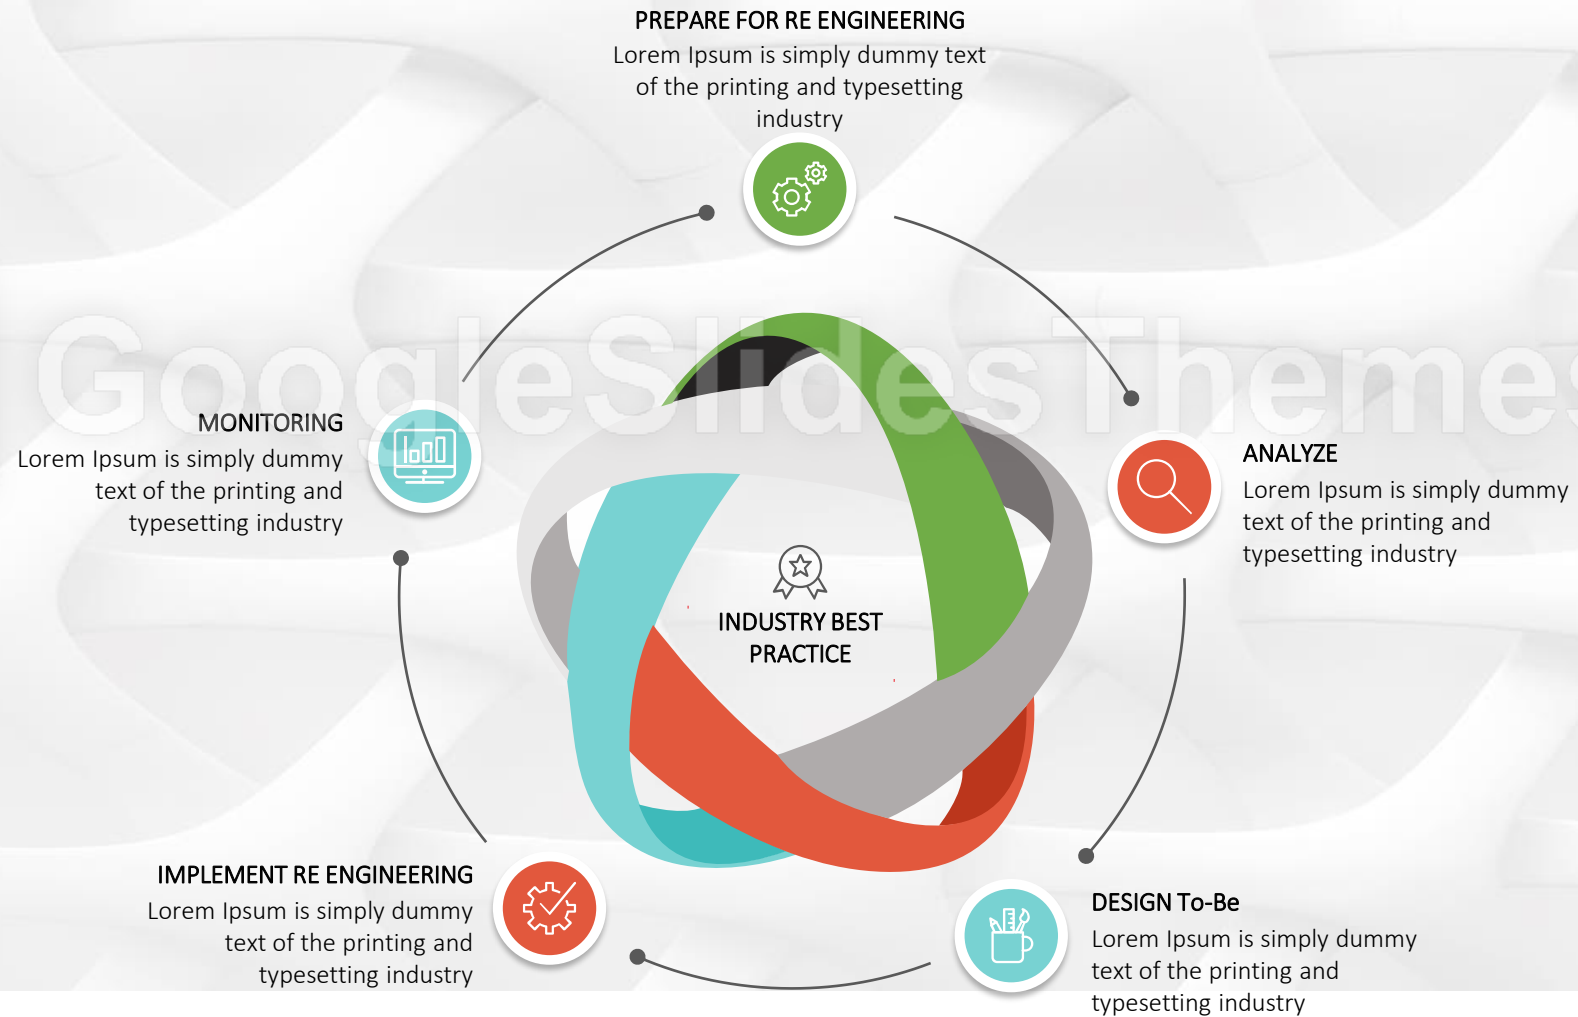 PREPARE FOR RE ENGINEERING
Lorem Ipsum is simply dummy text
of the printing and typesetting
industry
GoogleSlidesThemes
MONITORING
Lorem Ipsum is simply dummy
text of the printing and
typesetting industry
ANALYZE
Lorem Ipsum is simply dummy
text of the printing and
typesetting industry
INDUSTRY BEST
PRACTICE
IMPLEMENT RE ENGINEERING
Lorem Ipsum is simply dummy
text of the printing and
typesetting industry
DESIGN To-Be
Lorem Ipsum is simply dummy
text of the printing and
typesetting industry